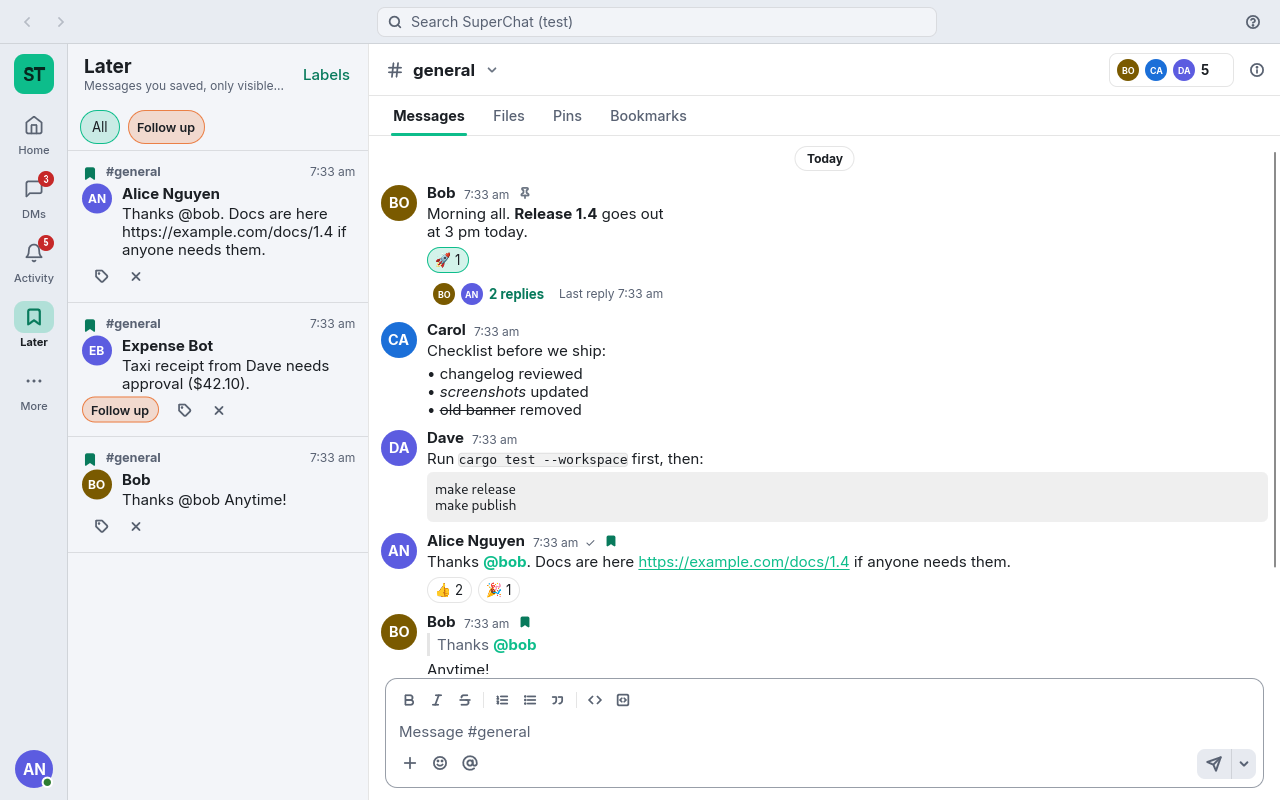 Search SuperChat (test)
ST
Home
3
DMs
5
Activity
Later
More
AN
Later
Messages you saved, only visible...
Labels
All
Follow up
#general
7:33 am
AN
Alice Nguyen
Thanks @bob. Docs are here
https://example.com/docs/1.4 if
anyone needs them.
#general
7:33 am
EB
Expense Bot
Taxi receipt from Dave needs
approval ($42.10).
Follow up
#general
7:33 am
BO
Bob
Thanks @bob Anytime!
# general
BO CA DA 5
Messages Files Pins Bookmarks
Today
BO
Bob 7:33 am
Morning all. Release 1.4 goes out
at 3 pm today.
🚀 1
BO AN 2 replies Last reply 7:33 am
CA
Carol 7:33 am
Checklist before we ship:
• changelog reviewed
• screenshots updated
• old banner removed
DA
Dave 7:33 am
Run cargo test --workspace first, then:
make release
make publish
AN
Alice Nguyen 7:33 am
Thanks @bob. Docs are here https://example.com/docs/1.4 if anyone needs them.
👍 2 🎉 1
BO
Bob 7:33 am
Thanks @bob
Anytime!
Message #general